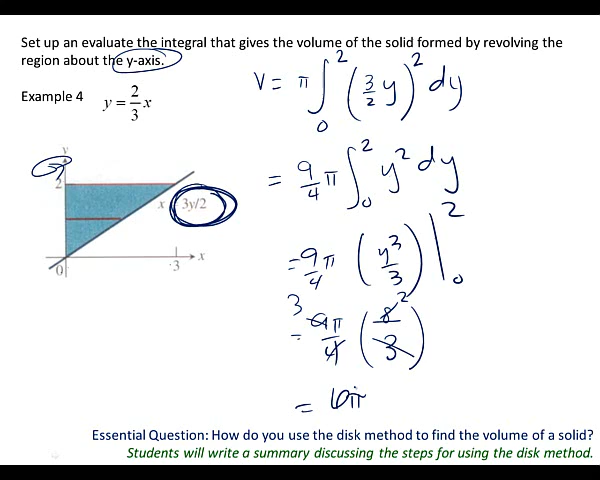 Set up an evaluate the integral that gives the volume of the solid formed by revolving the
region about the y-axis.
Example 4 y = 2/3 x
V = π ∫₀² (3/2 y)² dy
= 9/4 π ∫₀² y² dy
= 9/4 π (y³/3) |₀²
3 2
= 9π/4 (8/3)
= 6π
y
2
x 3y/2
0 3 x
Essential Question: How do you use the disk method to find the volume of a solid?
Students will write a summary discussing the steps for using the disk method.